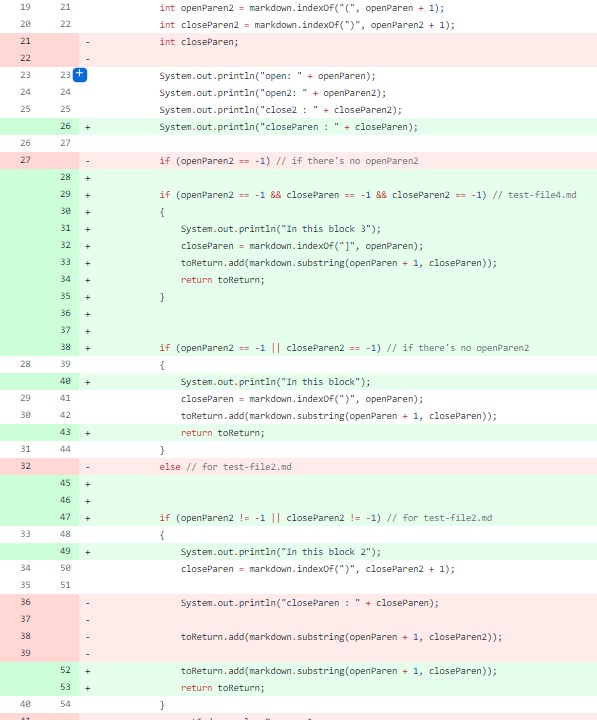 19 21 int openParen2 = markdown.indexOf("(", openParen + 1);
20 22 int closeParen2 = markdown.indexOf(")", openParen2 + 1);
21 - int closeParen;
22 -
23 23 + System.out.println("open: " + openParen);
24 24 System.out.println("open2: " + openParen2);
25 25 System.out.println("close2 : " + closeParen2);
26 + System.out.println("closeParen : " + closeParen);
26 27
27 - if (openParen2 == -1) // if there's no openParen2
28 +
29 + if (openParen2 == -1 && closeParen == -1 && closeParen2 == -1) // test-file4.md
30 + {
31 + System.out.println("In this block 3");
32 + closeParen = markdown.indexOf("]", openParen);
33 + toReturn.add(markdown.substring(openParen + 1, closeParen));
34 + return toReturn;
35 + }
36 +
37 +
38 + if (openParen2 == -1 || closeParen2 == -1) // if there's no openParen2
28 39 {
40 + System.out.println("In this block");
29 41 closeParen = markdown.indexOf(")", openParen);
30 42 toReturn.add(markdown.substring(openParen + 1, closeParen));
43 + return toReturn;
31 44 }
32 - else // for test-file2.md
45 +
46 +
47 + if (openParen2 != -1 || closeParen2 != -1) // for test-file2.md
33 48 {
49 + System.out.println("In this block 2");
34 50 closeParen = markdown.indexOf(")", closeParen2 + 1);
35 51
36 - System.out.println("closeParen : " + closeParen);
37 -
38 - toReturn.add(markdown.substring(openParen + 1, closeParen2));
39 -
52 + toReturn.add(markdown.substring(openParen + 1, closeParen));
53 + return toReturn;
40 54 }